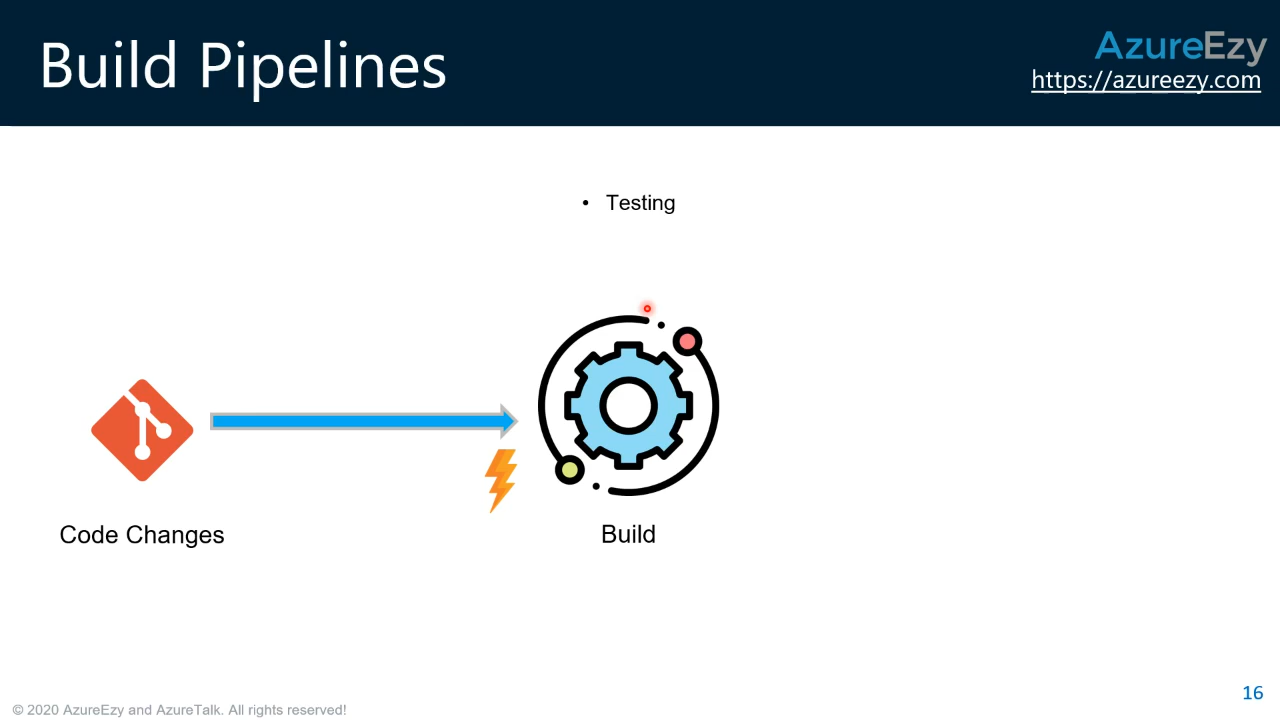 Build Pipelines
AzureEzy
https://azureezy.com
• Testing
Code Changes
Build
© 2020 AzureEzy and AzureTalk. All rights reserved!
16